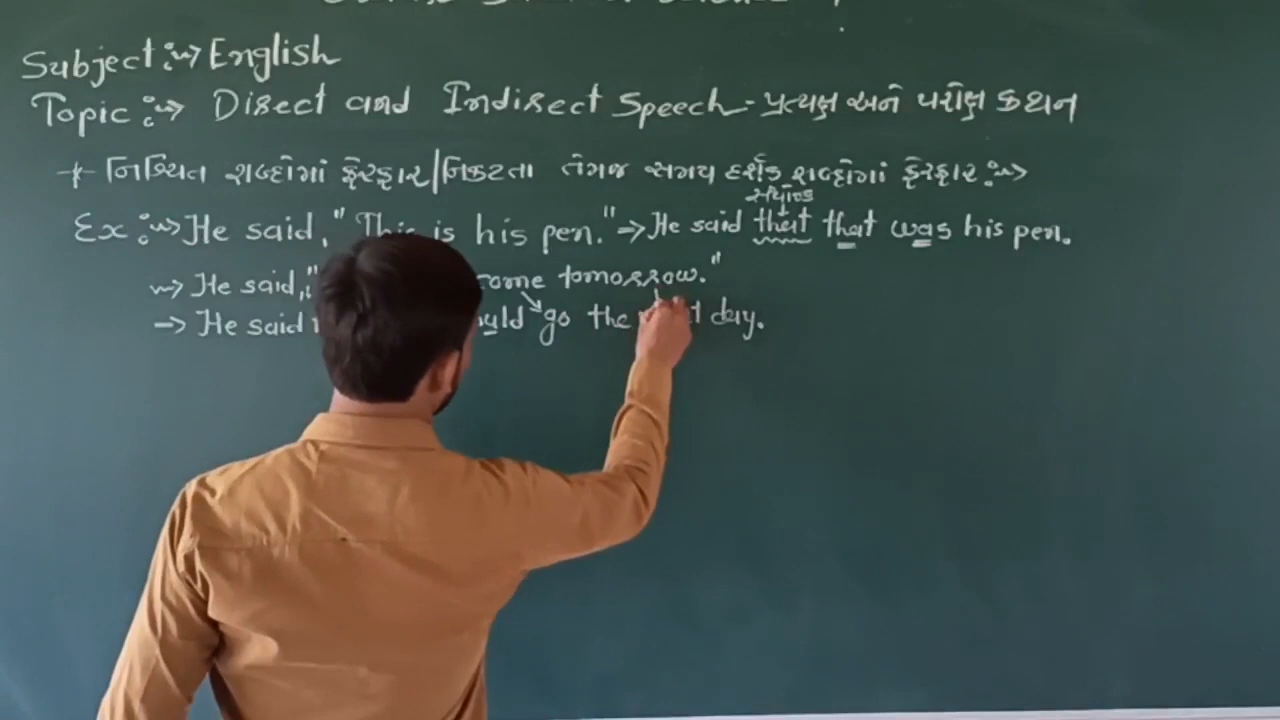 Subject :~> English
Topic :~> Direct and Indirect Speech - પ્રત્યક્ષ અને પરોક્ષ કથન
* નિશ્ચિત શબ્દોમાં ફેરફાર/નિકટતા તેમજ સમય દર્શક શબ્દોમાં ફેરફાર :~>
સંયોજક
Ex :~> He said, "This is his pen." -> He said that that was his pen.
~> He said, " come tomorrow."
-> He said go the day.